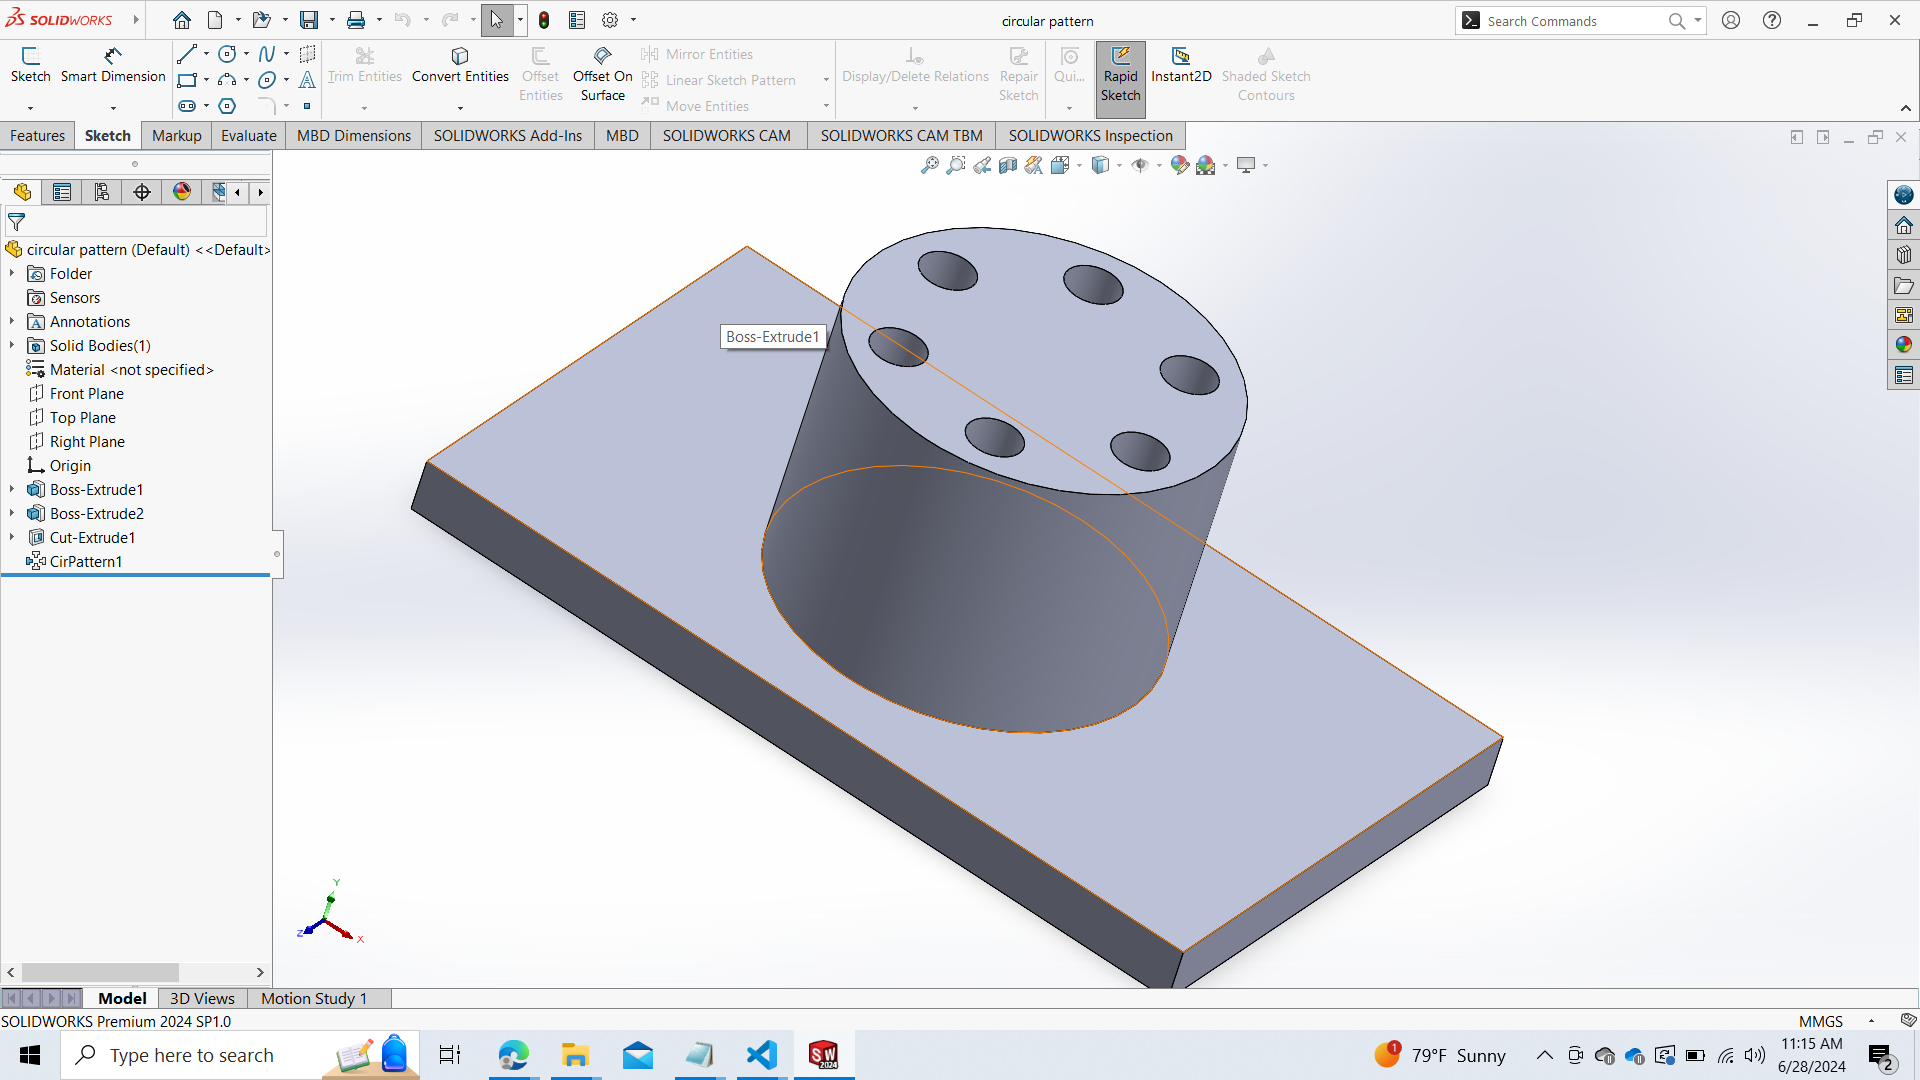 SOLIDWORKS
circular pattern
Search Commands
Sketch
Smart Dimension
Trim Entities
Convert Entities
Offset Entities
Offset On Surface
Mirror Entities
Linear Sketch Pattern
Move Entities
Display/Delete Relations
Repair Sketch
Qui...
Rapid Sketch
Instant2D
Shaded Sketch Contours
Features
Sketch
Markup
Evaluate
MBD Dimensions
SOLIDWORKS Add-Ins
MBD
SOLIDWORKS CAM
SOLIDWORKS CAM TBM
SOLIDWORKS Inspection
circular pattern (Default) <<Default>
Folder
Sensors
Annotations
Solid Bodies(1)
Material <not specified>
Front Plane
Top Plane
Right Plane
Origin
Boss-Extrude1
Boss-Extrude2
Cut-Extrude1
CirPattern1
Boss-Extrude1
Y
Z
X
Model
3D Views
Motion Study 1
SOLIDWORKS Premium 2024 SP1.0
MMGS
Type here to search
SW
2024
1
79°F Sunny
11:15 AM
6/28/2024
2